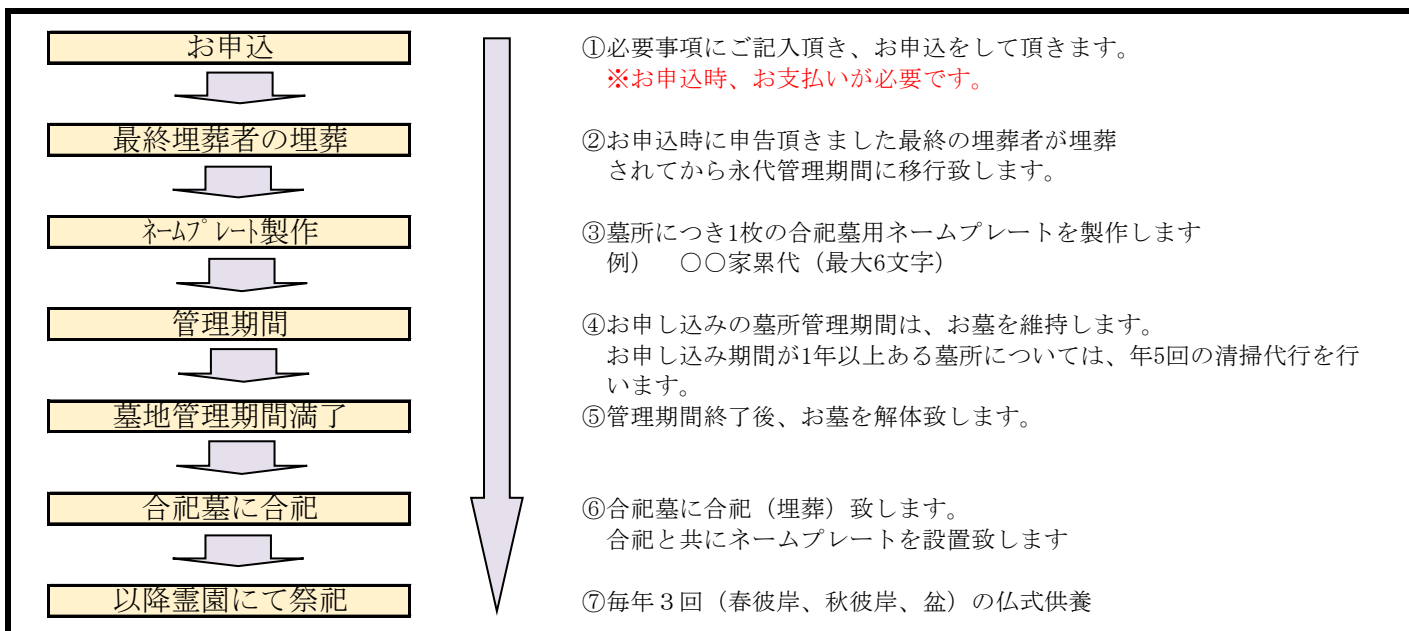 お申込
①必要事項にご記入頂き、お申込をして頂きます。
※お申込時、お支払いが必要です。
最終埋葬者の埋葬
②お申込時に申告頂きました最終の埋葬者が埋葬
されてから永代管理期間に移行致します。
ﾈｰﾑﾌﾟﾚｰﾄ製作
③墓所につき1枚の合祀墓用ネームプレートを製作します
例） ○○家累代（最大6文字）
管理期間
④お申し込みの墓所管理期間は、お墓を維持します。
お申し込み期間が1年以上ある墓所については、年5回の清掃代行を行
います。
墓地管理期間満了
⑤管理期間終了後、お墓を解体致します。
合祀墓に合祀
⑥合祀墓に合祀（埋葬）致します。
合祀と共にネームプレートを設置致します
以降霊園にて祭祀
⑦毎年３回（春彼岸、秋彼岸、盆）の仏式供養